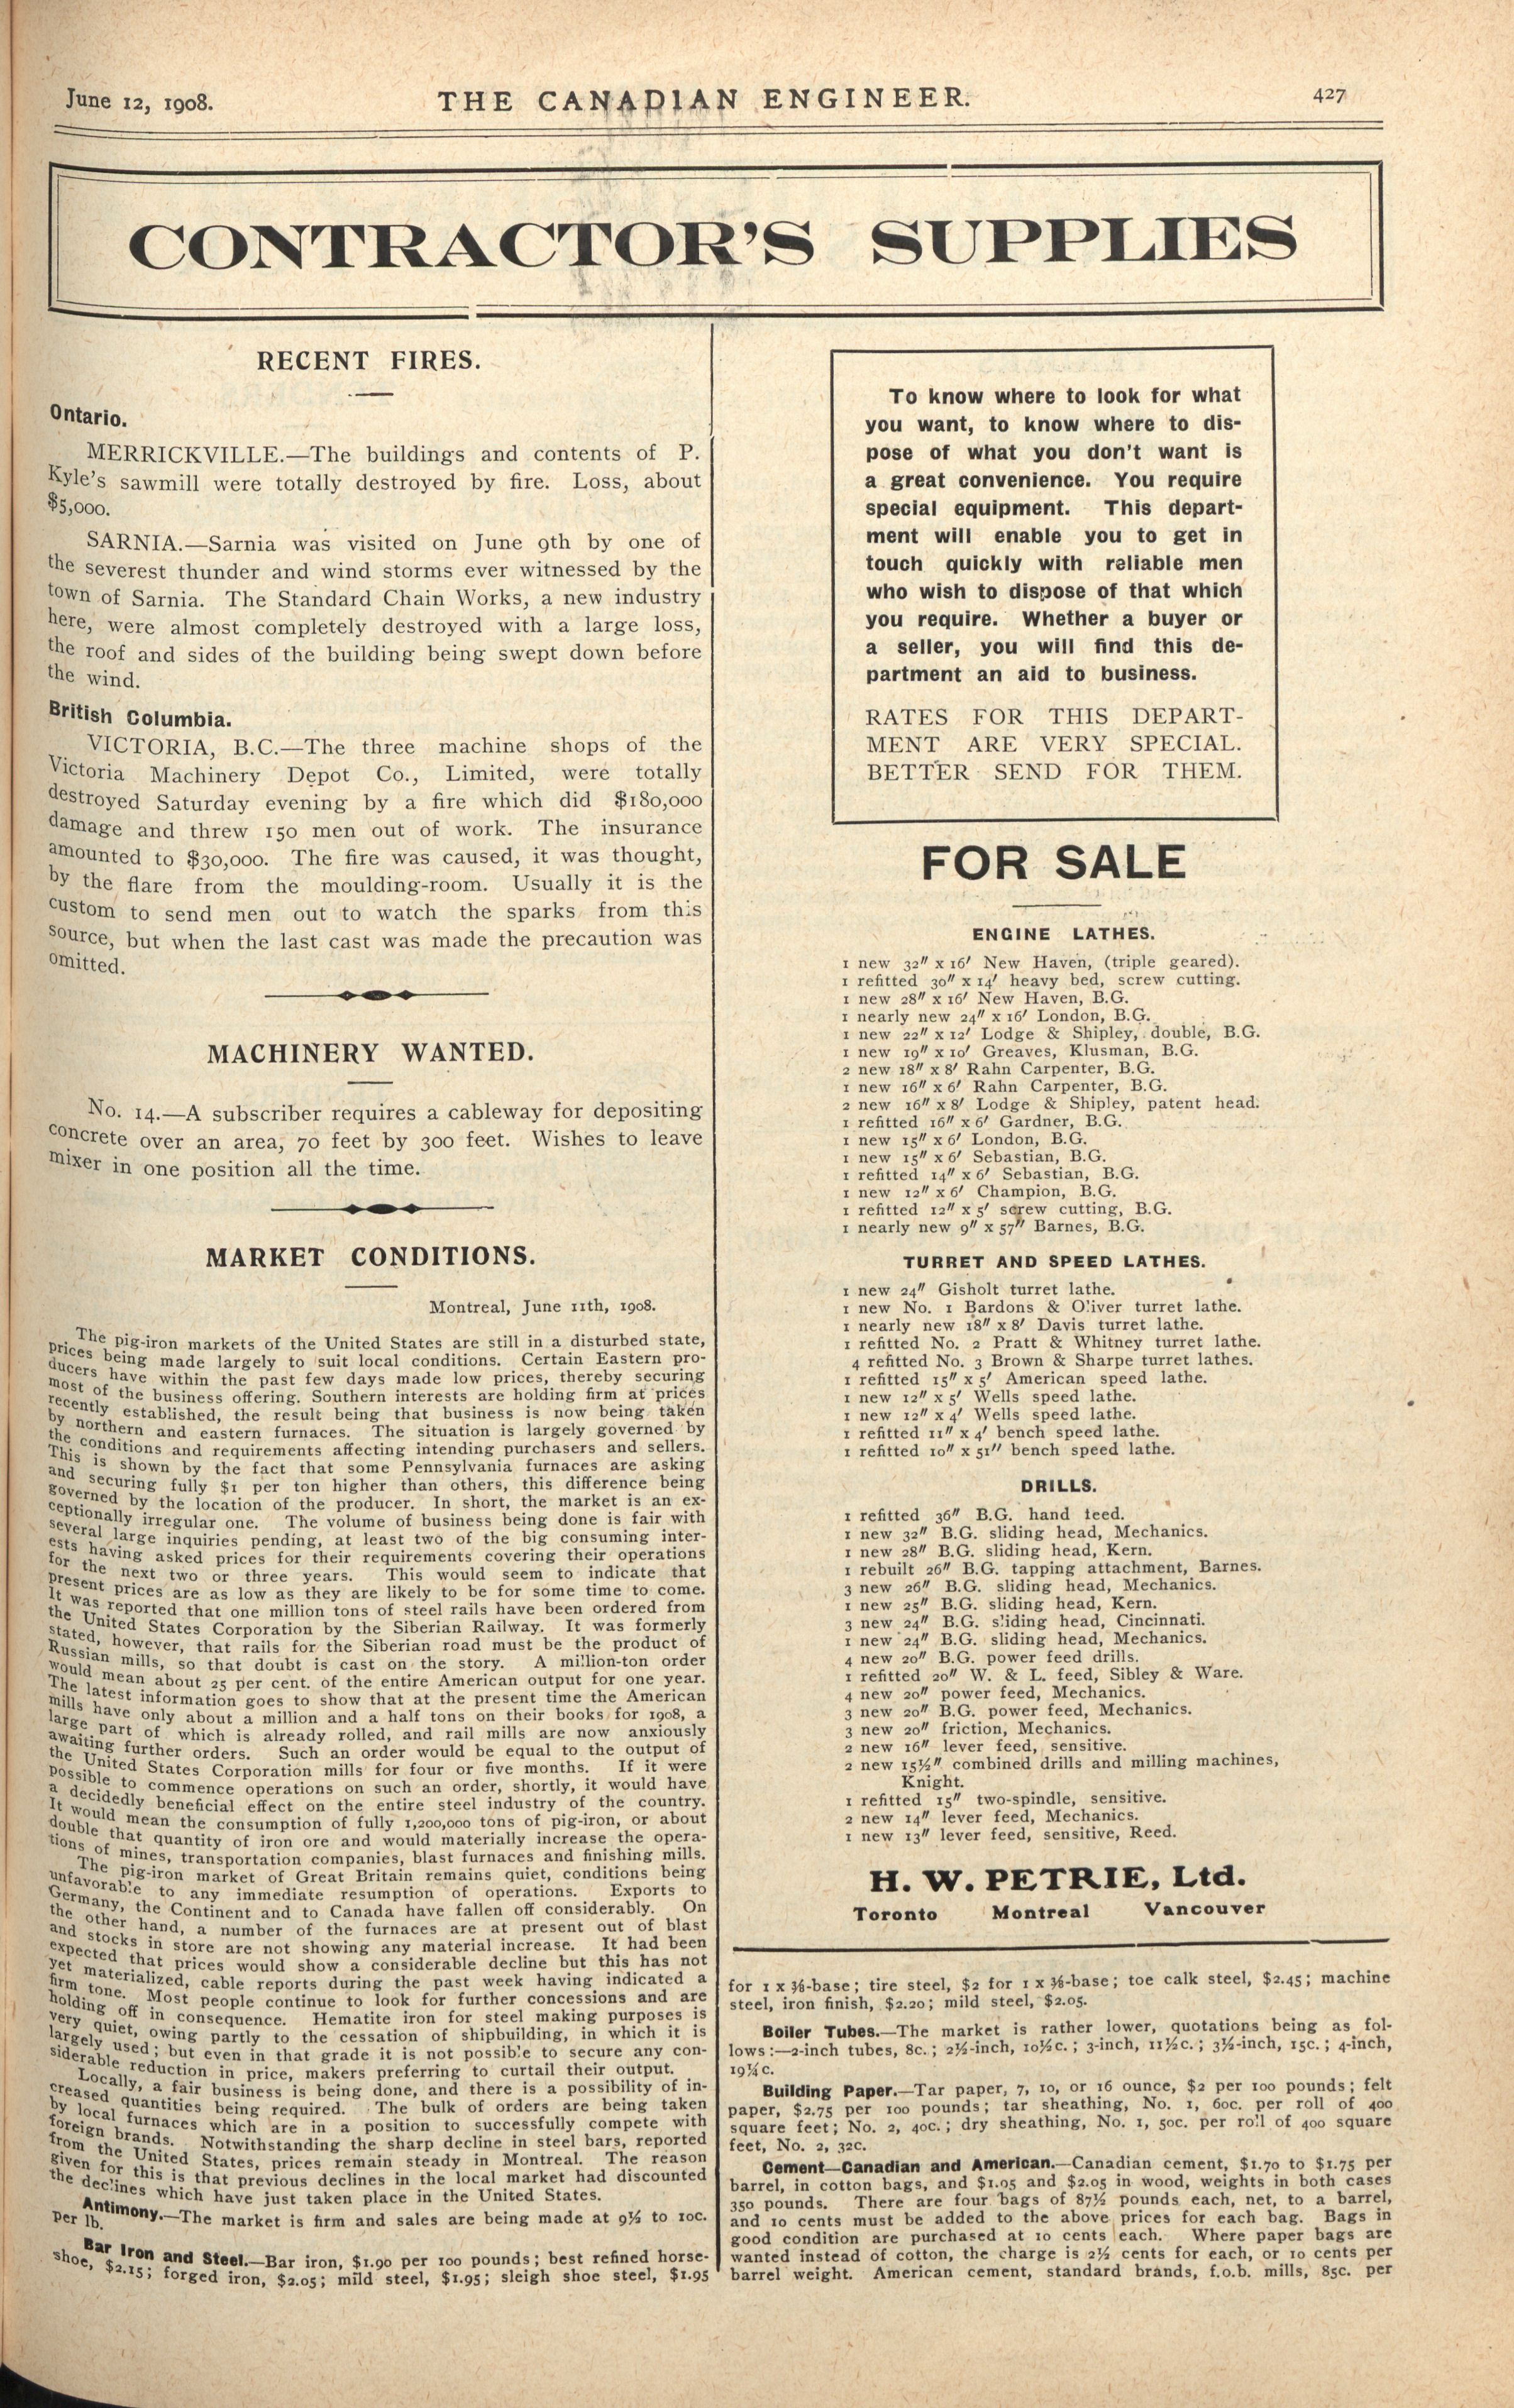 June 12, 1908.
THE CANADIAN ENGINEER.
427
CONTRACTOR'S SUPPLIES
RECENT FIRES.
Ontario.
MERRICKVILLE.—The buildings and contents of P.
Kyle's sawmill were totally destroyed by fire. Loss, about
$5,000.
SARNIA.—Sarnia was visited on June 9th by one of
the severest thunder and wind storms ever witnessed by the
town of Sarnia. The Standard Chain Works, a new industry
here, were almost completely destroyed with a large loss,
the roof and sides of the building being swept down before
the wind.
British Columbia.
VICTORIA, B.C.—The three machine shops of the
Victoria Machinery Depot Co., Limited, were totally
destroyed Saturday evening by a fire which did $180,000
damage and threw 150 men out of work. The insurance
amounted to $30,000. The fire was caused, it was thought,
by the flare from the moulding-room. Usually it is the
custom to send men out to watch the sparks from this
source, but when the last cast was made the precaution was
omitted.
MACHINERY WANTED.
No. 14.—A subscriber requires a cableway for depositing
concrete over an area, 70 feet by 300 feet. Wishes to leave
mixer in one position all the time.
MARKET CONDITIONS.
Montreal, June 11th, 1908.
The pig-iron markets of the United States are still in a disturbed state,
prices being made largely to suit local conditions. Certain Eastern pro-
ducers have within the past few days made low prices, thereby securing
most of the business offering. Southern interests are holding firm at prices
recently established, the result being that business is now being taken
by northern and eastern furnaces. The situation is largely governed by
the conditions and requirements affecting intending purchasers and sellers.
This is shown by the fact that some Pennsylvania furnaces are asking
and securing fully $1 per ton higher than others, this difference being
governed by the location of the producer. In short, the market is an ex-
ceptionally irregular one. The volume of business being done is fair with
several large inquiries pending, at least two of the big consuming inter-
ests having asked prices for their requirements covering their operations
for the next two or three years. This would seem to indicate that
present prices are as low as they are likely to be for some time to come.
It was reported that one million tons of steel rails have been ordered from
the United States Corporation by the Siberian Railway. It was formerly
stated, however, that rails for the Siberian road must be the product of
Russian mills, so that doubt is cast on the story. A million-ton order
would mean about 25 per cent. of the entire American output for one year.
The latest information goes to show that at the present time the American
mills have only about a million and a half tons on their books for 1908, a
large part of which is already rolled, and rail mills are now anxiously
awaiting further orders. Such an order would be equal to the output of
the United States Corporation mills for four or five months. If it were
possible to commence operations on such an order, shortly, it would have
a decidedly beneficial effect on the entire steel industry of the country.
It would mean the consumption of fully 1,200,000 tons of pig-iron, or about
double that quantity of iron ore and would materially increase the opera-
tions of mines, transportation companies, blast furnaces and finishing mills.
The pig-iron market of Great Britain remains quiet, conditions being
unfavorable to any immediate resumption of operations. Exports to
Germany, the Continent and to Canada have fallen off considerably. On
the other hand, a number of the furnaces are at present out of blast
and stocks in store are not showing any material increase. It had been
expected that prices would show a considerable decline but this has not
yet materialized, cable reports during the past week having indicated a
firm tone. Most people continue to look for further concessions and are
holding off in consequence. Hematite iron for steel making purposes is
very quiet, owing partly to the cessation of shipbuilding, in which it is
largely used; but even in that grade it is not possible to secure any con-
siderable reduction in price, makers preferring to curtail their output.
Locally, a fair business is being done, and there is a possibility of in-
creased quantities being required. The bulk of orders are being taken
by local furnaces which are in a position to successfully compete with
foreign brands. Notwithstanding the sharp decline in steel bars, reported
from the United States, prices remain steady in Montreal. The reason
given for this is that previous declines in the local market had discounted
the declines which have just taken place in the United States.
Antimony.—The market is firm and sales are being made at 9½ to 10c.
per lb.
Bar Iron and Steel.—Bar iron, $1.90 per 100 pounds; best refined horse-
shoe, $2.15; forged iron, $2.05; mild steel, $1.95; sleigh shoe steel, $1.95
To know where to look for what
you want, to know where to dis-
pose of what you don't want is
a great convenience. You require
special equipment. This depart-
ment will enable you to get in
touch quickly with reliable men
who wish to dispose of that which
you require. Whether a buyer or
a seller, you will find this de-
partment an aid to business.
RATES FOR THIS DEPART-
MENT ARE VERY SPECIAL.
BETTER SEND FOR THEM.
FOR SALE
ENGINE LATHES.
1 new 32" x 16' New Haven, (triple geared).
1 refitted 30" x 14' heavy bed, screw cutting.
1 new 28" x 16' New Haven, B.G.
1 nearly new 24" x 16' London, B.G.
1 new 22" x 12' Lodge & Shipley, double, B.G.
1 new 19" x 10' Greaves, Klusman, B.G.
2 new 18" x 8' Rahn Carpenter, B.G.
1 new 16" x 6' Rahn Carpenter, B.G.
2 new 16" x 8' Lodge & Shipley, patent head.
1 refitted 16" x 6' Gardner, B.G.
1 new 15" x 6' London, B.G.
1 new 15" x 6' Sebastian, B.G.
1 refitted 14" x 6' Sebastian, B.G.
1 new 12" x 6' Champion, B.G.
1 refitted 12" x 5' screw cutting, B.G.
1 nearly new 9" x 57" Barnes, B.G.
TURRET AND SPEED LATHES.
1 new 24" Gisholt turret lathe.
1 new No. 1 Bardons & Oliver turret lathe.
1 nearly new 18" x 8' Davis turret lathe.
1 refitted No. 2 Pratt & Whitney turret lathe.
4 refitted No. 3 Brown & Sharpe turret lathes.
1 refitted 15" x 5' American speed lathe.
1 new 12" x 5' Wells speed lathe.
1 new 12" x 4' Wells speed lathe.
1 refitted 11" x 4' bench speed lathe.
1 refitted 10" x 51" bench speed lathe.
DRILLS.
1 refitted 36" B.G. hand feed.
1 new 32" B.G. sliding head, Mechanics.
1 new 28" B.G. sliding head, Kern.
1 rebuilt 26" B.G. tapping attachment, Barnes.
3 new 26" B.G. sliding head, Mechanics.
1 new 25" B.G. sliding head, Kern.
3 new 24" B.G. sliding head, Cincinnati.
1 new 24" B.G. sliding head, Mechanics.
4 new 20" B.G. power feed drills.
1 refitted 20" W. & L. feed, Sibley & Ware.
4 new 20" power feed, Mechanics.
3 new 20" B.G. power feed, Mechanics.
3 new 20" friction, Mechanics.
2 new 16" lever feed, sensitive.
2 new 15½" combined drills and milling machines,
Knight.
1 refitted 15" two-spindle, sensitive.
2 new 14" lever feed, Mechanics.
1 new 13" lever feed, sensitive, Reed.
H. W. PETRIE, Ltd.
Toronto Montreal Vancouver
for 1 x ⅜-base; tire steel, $2 for 1 x ⅜-base; toe calk steel, $2.45; machine
steel, iron finish, $2.20; mild steel, $2.05.
Boiler Tubes.—The market is rather lower, quotations being as fol-
lows:—2-inch tubes, 8c.; 2½-inch, 10½c.; 3-inch, 11½c.; 3½-inch, 15c.; 4-inch,
19¼c.
Building Paper.—Tar paper, 7, 10, or 16 ounce, $2 per 100 pounds; felt
paper, $2.75 per 100 pounds; tar sheathing, No. 1, 60c. per roll of 400
square feet; No. 2, 40c.; dry sheathing, No. 1, 50c. per roll of 400 square
feet, No. 2, 32c.
Cement—Canadian and American.—Canadian cement, $1.70 to $1.75 per
barrel, in cotton bags, and $1.95 and $2.05 in wood, weights in both cases
350 pounds. There are four bags of 87½ pounds each, net, to a barrel,
and 10 cents must be added to the above prices for each bag. Bags in
good condition are purchased at 10 cents each. Where paper bags are
wanted instead of cotton, the charge is 2½ cents for each, or 10 cents per
barrel weight. American cement, standard brands, f.o.b. mills, 85c. per